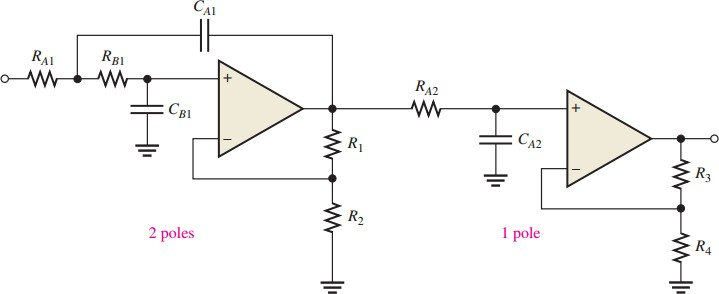 C_A1
R_A1
R_B1
+
C_B1
−
R_1
R_2
2 poles
R_A2
+
C_A2
−
R_3
1 pole
R_4